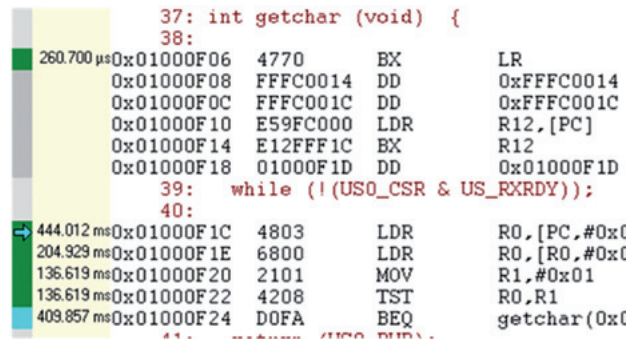 37: int getchar (void) {
38:
260.700 µs 0x01000F06 4770 BX LR
0x01000F08 FFFC0014 DD 0xFFFC0014
0x01000F0C FFFC001C DD 0xFFFC001C
0x01000F10 E59FC000 LDR R12,[PC]
0x01000F14 E12FFF1C BX R12
0x01000F18 01000F1D DD 0x01000F1D
39: while (!(US0_CSR & US_RXRDY));
40:
444.012 ms 0x01000F1C 4803 LDR R0,[PC,#0x0
204.929 ms 0x01000F1E 6800 LDR R0,[R0,#0x0
136.619 ms 0x01000F20 2101 MOV R1,#0x01
136.619 ms 0x01000F22 4208 TST R0,R1
409.857 ms 0x01000F24 D0FA BEQ getchar(0x0